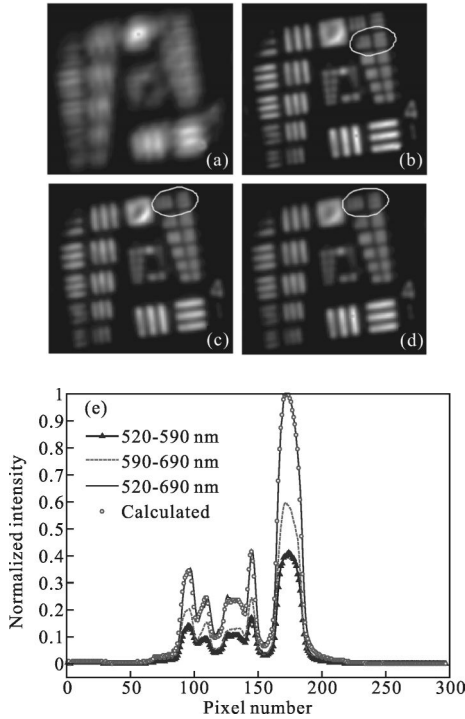 (a)
(b)
(c)
(d)
4
1
4
4
(e)
520-590 nm
590-690 nm
520-690 nm
Calculated
Normalized intensity
1
0.9
0.8
0.7
0.6
0.5
0.4
0.3
0.2
0.1
0
0 50 100 150 200 250 300
Pixel number